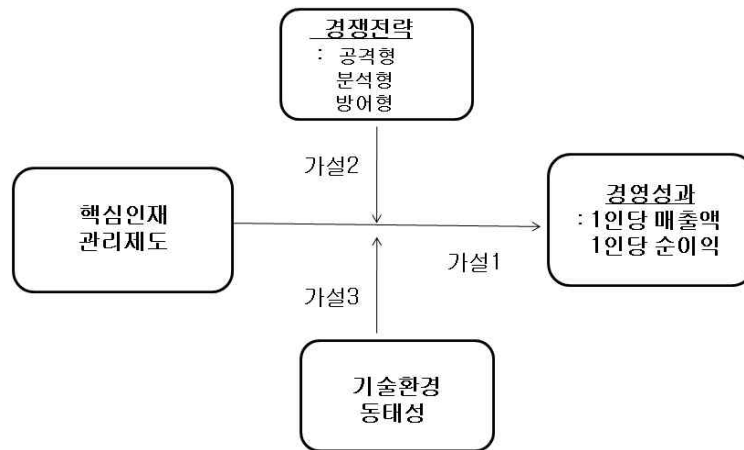 경쟁전략
: 공격형
분석형
방어형
가설2
핵심인재
관리제도
경영성과
: 1인당 매출액
1인당 순이익
가설1
가설3
기술환경
동태성